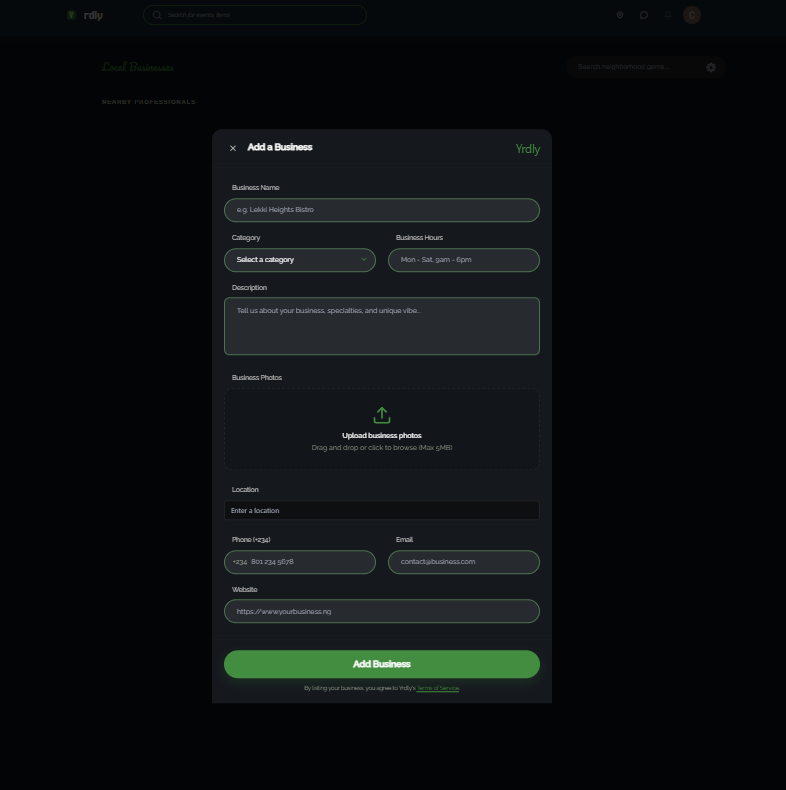 rdly
Search for events, items
C
Local Businesses
Search neighborhood gems...
NEARBY PROFESSIONALS
Add a Business
Yrdly
Business Name
e.g. Lekki Heights Bistro
Category
Business Hours
Select a category
Mon - Sat, 9am - 6pm
Description
Tell us about your business, specialties, and unique vibe...
Business Photos
Upload business photos
Drag and drop or click to browse (Max 5MB)
Location
Enter a location
Phone (+234)
Email
+234 801 234 5678
contact@business.com
Website
https://www.yourbusiness.ng
Add Business
By listing your business, you agree to Yrdly's Terms of Service.